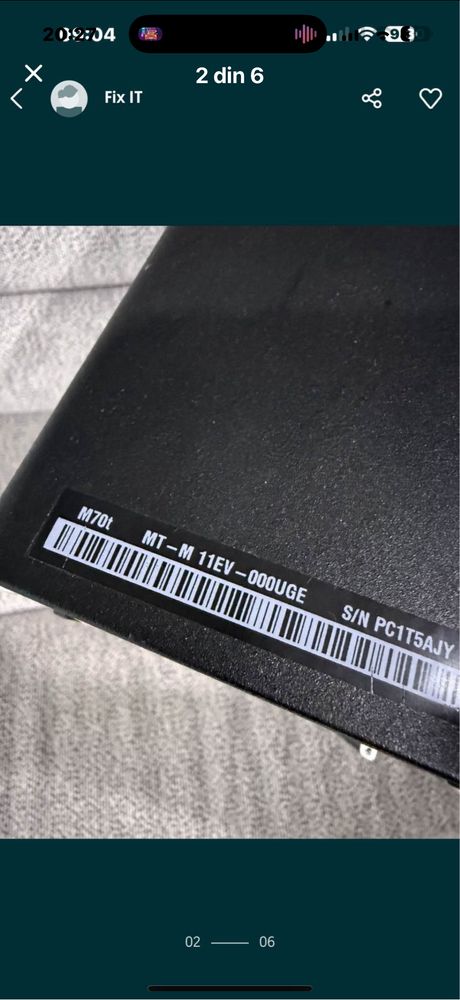 2 din 6
Fix IT
M70t MT-M 11EV-000UGE S/N PC1T5AJY
02 06